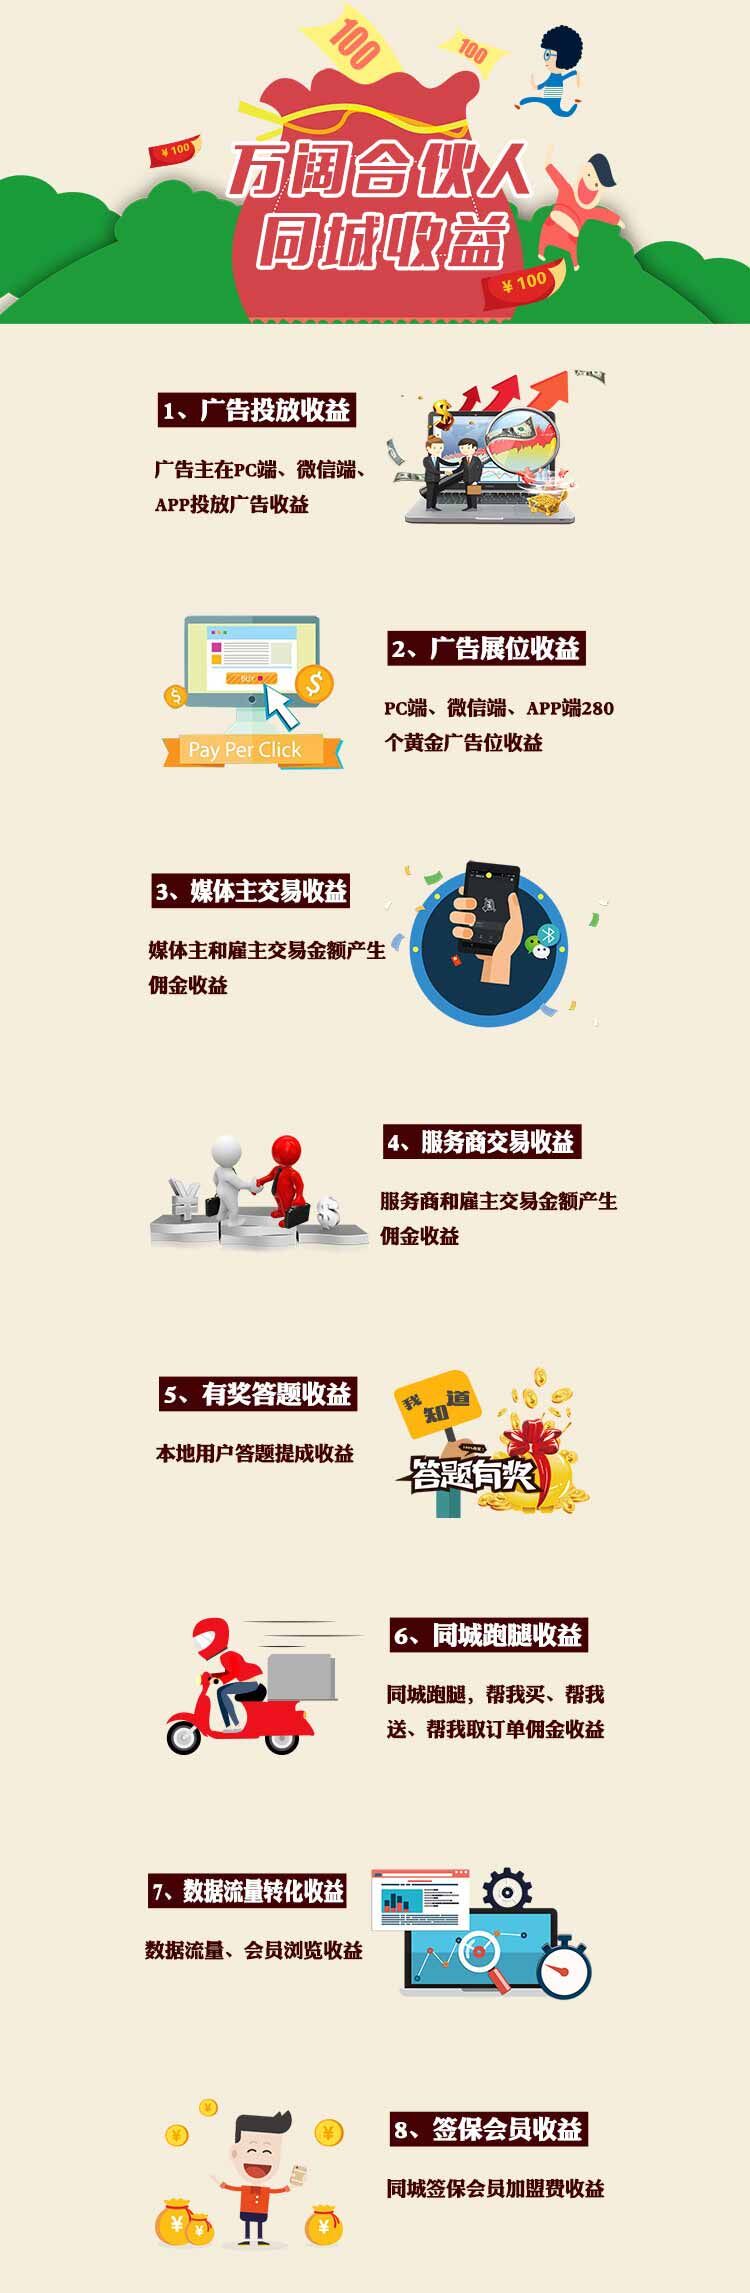 100
100
¥ 100
万阔合伙人
同城收益
¥ 100
1、广告投放收益
广告主在PC端、微信端、
APP投放广告收益
BUY
Pay Per Click
2、广告展位收益
PC端、微信端、APP端280
个黄金广告位收益
3、媒体主交易收益
媒体主和雇主交易金额产生
佣金收益
4、服务商交易收益
服务商和雇主交易金额产生
佣金收益
5、有奖答题收益
本地用户答题提成收益
我知道
答题有奖
6、同城跑腿收益
同城跑腿，帮我买、帮我
送、帮我取订单佣金收益
7、数据流量转化收益
数据流量、会员浏览收益
8、签保会员收益
同城签保会员加盟费收益